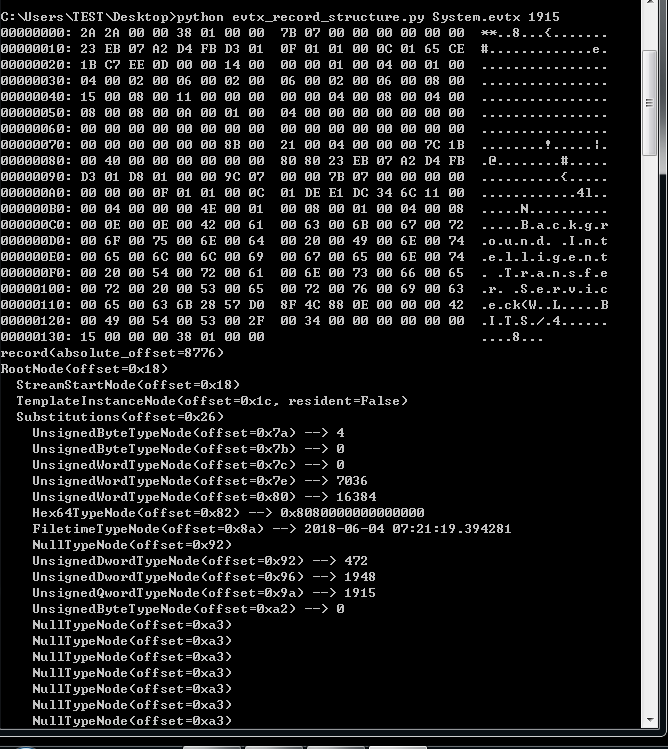 C:\Users\TEST\Desktop>python evtx_record_structure.py System.evtx 1915
00000000: 2A 2A 00 00 38 01 00 00  7B 07 00 00 00 00 00 00  **..8...{.......
00000010: 23 EB 07 A2 D4 FB D3 01  0F 01 01 00 0C 01 65 CE  #.............e.
00000020: 1B C7 EE 0D 00 00 14 00  00 00 01 00 04 00 01 00  ................
00000030: 04 00 02 00 06 00 02 00  06 00 02 00 06 00 08 00  ................
00000040: 15 00 08 00 11 00 00 00  00 00 04 00 08 00 04 00  ................
00000050: 08 00 08 00 0A 00 01 00  04 00 00 00 00 00 00 00  ................
00000060: 00 00 00 00 00 00 00 00  00 00 00 00 00 00 00 00  ................
00000070: 00 00 00 00 00 00 8B 00  21 00 04 00 00 00 7C 1B  ........!.....|.
00000080: 00 40 00 00 00 00 00 00  80 80 23 EB 07 A2 D4 FB  .@........#.....
00000090: D3 01 D8 01 00 00 9C 07  00 00 7B 07 00 00 00 00  ..........{.....
000000A0: 00 00 00 0F 01 01 00 0C  01 DE E1 DC 34 6C 11 00  ............4l..
000000B0: 00 04 00 00 00 4E 00 01  00 08 00 01 00 04 00 08  .....N..........
000000C0: 00 0E 00 0E 00 42 00 61  00 63 00 6B 00 67 00 72  .....B.a.c.k.g.r
000000D0: 00 6F 00 75 00 6E 00 64  00 20 00 49 00 6E 00 74  .o.u.n.d. .I.n.t
000000E0: 00 65 00 6C 00 6C 00 69  00 67 00 65 00 6E 00 74  .e.l.l.i.g.e.n.t
000000F0: 00 20 00 54 00 72 00 61  00 6E 00 73 00 66 00 65  . .T.r.a.n.s.f.e
00000100: 00 72 00 20 00 53 00 65  00 72 00 76 00 69 00 63  .r. .S.e.r.v.i.c
00000110: 00 65 00 63 6B 28 57 D0  8F 4C 88 0E 00 00 00 42  .e.ck(W..L.....B
00000120: 00 49 00 54 00 53 00 2F  00 34 00 00 00 00 00 00  .I.T.S./.4......
00000130: 15 00 00 00 38 01 00 00                           ....8...
record(absolute_offset=8776)
RootNode(offset=0x18)
StreamStartNode(offset=0x18)
TemplateInstanceNode(offset=0x1c, resident=False)
Substitutions(offset=0x26)
UnsignedByteTypeNode(offset=0x7a) --> 4
UnsignedByteTypeNode(offset=0x7b) --> 0
UnsignedWordTypeNode(offset=0x7c) --> 0
UnsignedWordTypeNode(offset=0x7e) --> 7036
UnsignedWordTypeNode(offset=0x80) --> 16384
Hex64TypeNode(offset=0x82) --> 0x8080000000000000
FiletimeTypeNode(offset=0x8a) --> 2018-06-04 07:21:19.394281
NullTypeNode(offset=0x92)
UnsignedDwordTypeNode(offset=0x92) --> 472
UnsignedDwordTypeNode(offset=0x96) --> 1948
UnsignedQwordTypeNode(offset=0x9a) --> 1915
UnsignedByteTypeNode(offset=0xa2) --> 0
NullTypeNode(offset=0xa3)
NullTypeNode(offset=0xa3)
NullTypeNode(offset=0xa3)
NullTypeNode(offset=0xa3)
NullTypeNode(offset=0xa3)
NullTypeNode(offset=0xa3)
NullTypeNode(offset=0xa3)